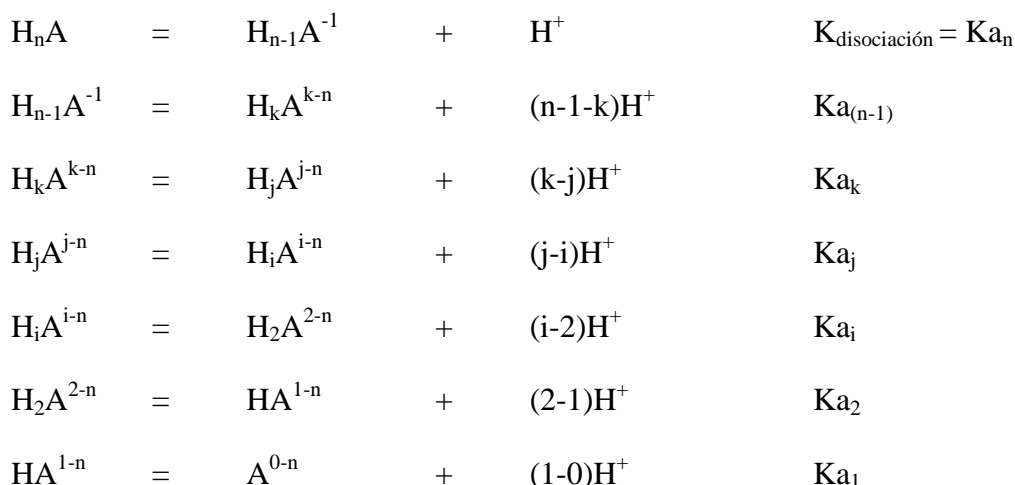 HₙA = Hₙ₋₁A⁻¹ + H⁺ K_disociación = Kaₙ
Hₙ₋₁A⁻¹ = HₖAᵏ⁻ⁿ + (n-1-k)H⁺ Ka₍ₙ₋₁₎
HₖAᵏ⁻ⁿ = HⱼAʲ⁻ⁿ + (k-j)H⁺ Kaₖ
HⱼAʲ⁻ⁿ = HᵢAⁱ⁻ⁿ + (j-i)H⁺ Kaⱼ
HᵢAⁱ⁻ⁿ = H₂A²⁻ⁿ + (i-2)H⁺ Kaᵢ
H₂A²⁻ⁿ = HA¹⁻ⁿ + (2-1)H⁺ Ka₂
HA¹⁻ⁿ = A⁰⁻ⁿ + (1-0)H⁺ Ka₁